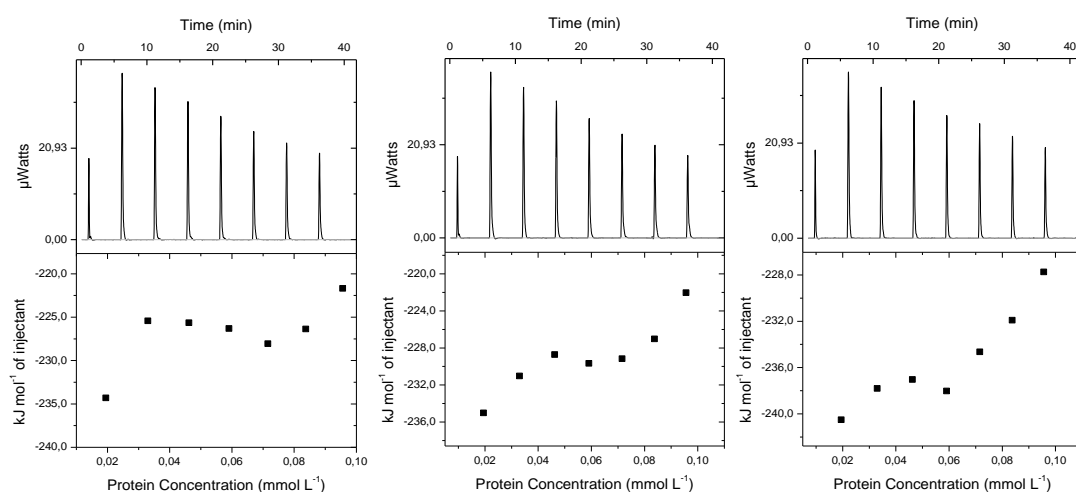 Time (min)
0 10 20 30 40
20,93
0,00
µWatts
-220,0
-225,0
-230,0
-235,0
-240,0
kJ mol⁻¹ of injectant
0,02 0,04 0,06 0,08 0,10
Protein Concentration (mmol L⁻¹)
Time (min)
0 10 20 30 40
20,93
0,00
µWatts
-220,0
-224,0
-228,0
-232,0
-236,0
kJ mol⁻¹ of injectant
0,02 0,04 0,06 0,08 0,10
Protein Concentration (mmol L⁻¹)
Time (min)
0 10 20 30 40
20,93
0,00
µWatts
-228,0
-232,0
-236,0
-240,0
kJ mol⁻¹ of injectant
0,02 0,04 0,06 0,08 0,10
Protein Concentration (mmol L⁻¹)